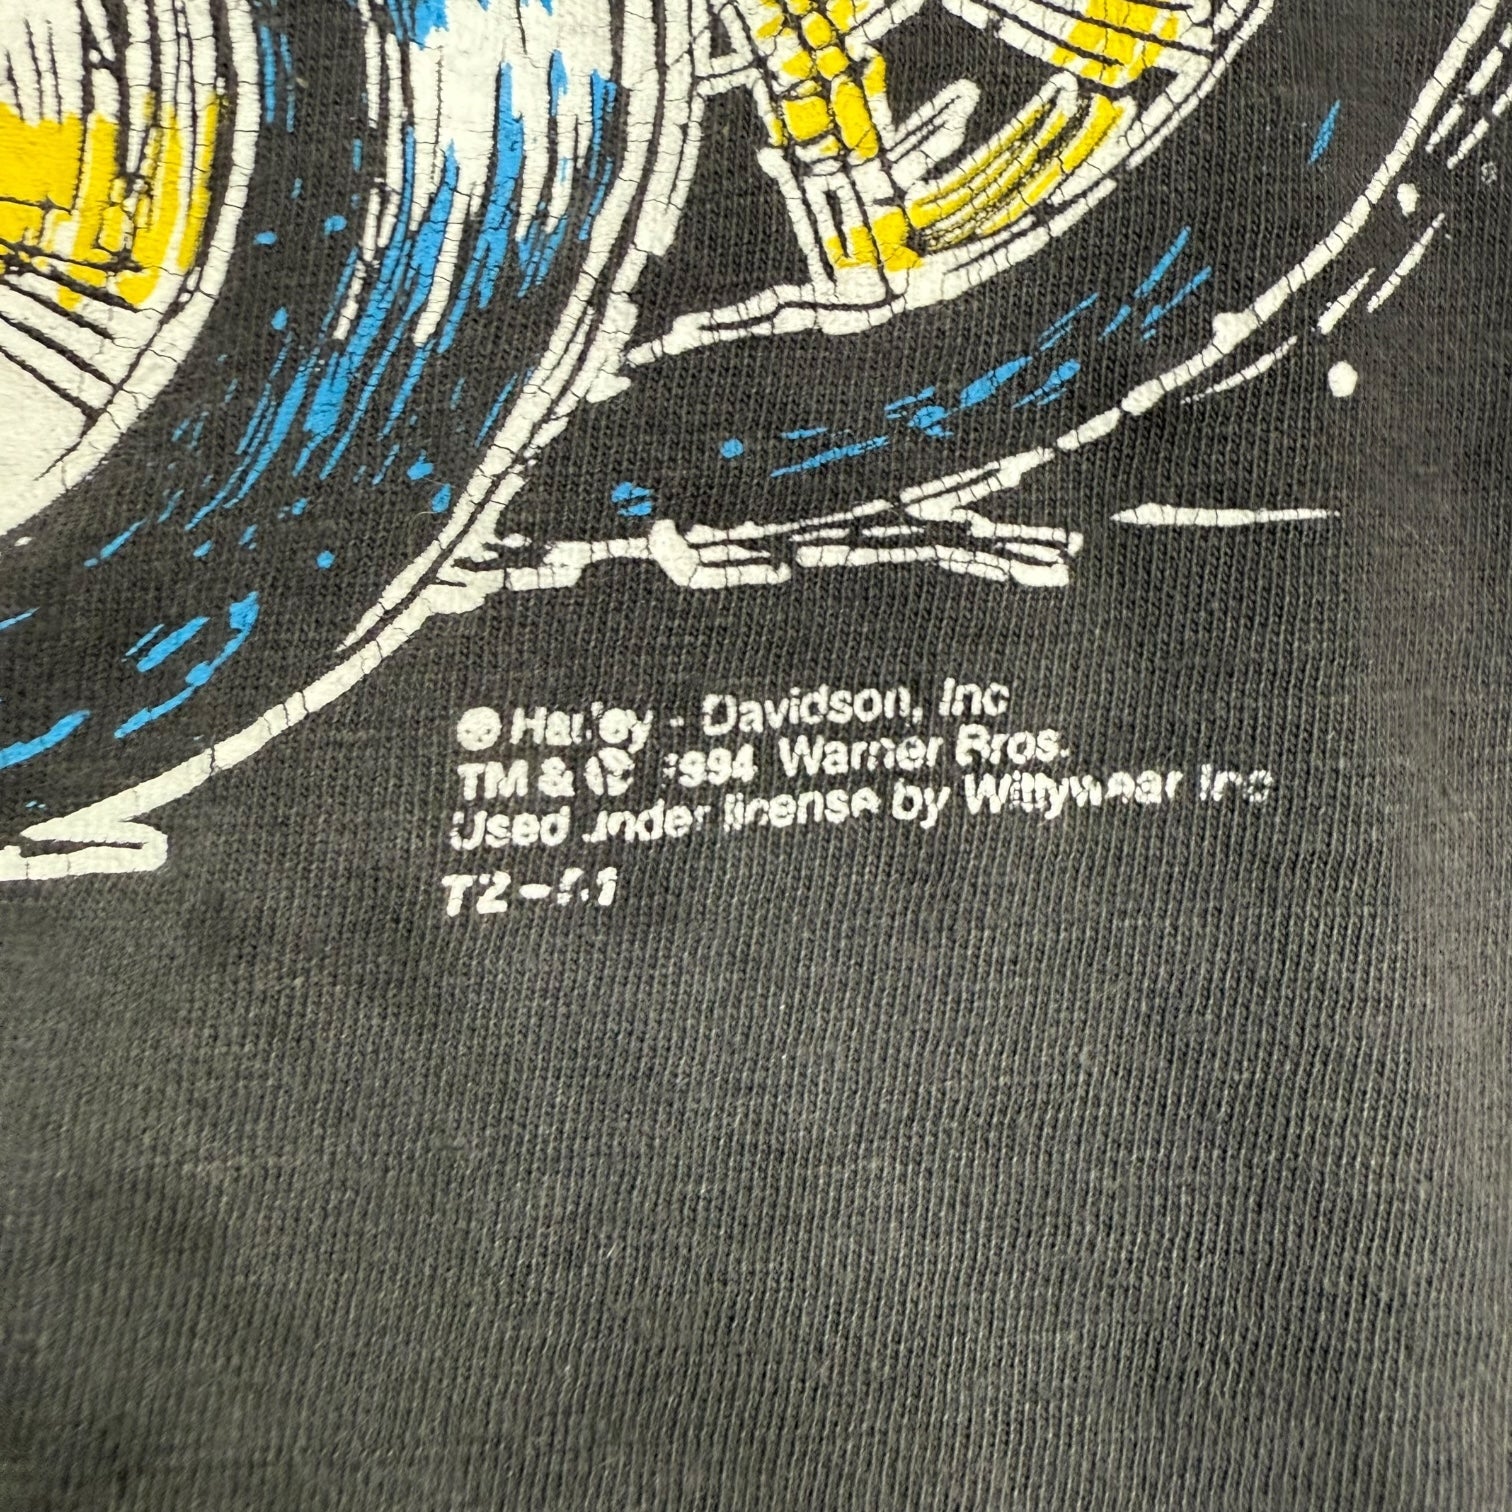 © Harley - Davidson, Inc
TM & © 1994 Warner Bros.
Used under license by Wittywear Inc